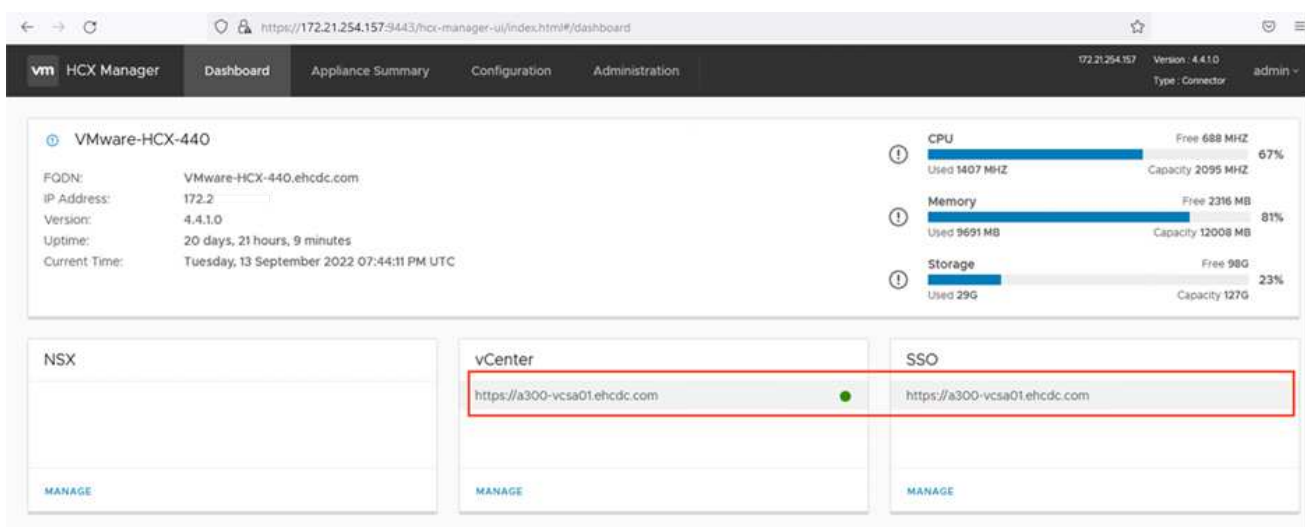 https://172.21.254.157:9443/hcx-manager-ui/index.html#/dashboard
vm HCX Manager Dashboard Appliance Summary Configuration Administration
172.21.254.157 Version : 4.4.1.0 admin
Type : Connector
VMware-HCX-440
FQDN: VMware-HCX-440.ehcdc.com
IP Address: 172.2
Version: 4.4.1.0
Uptime: 20 days, 21 hours, 9 minutes
Current Time: Tuesday, 13 September 2022 07:44:11 PM UTC
CPU Free 688 MHZ
67%
Used 1407 MHZ Capacity 2095 MHZ
Memory Free 2316 MB
81%
Used 9691 MB Capacity 12008 MB
Storage Free 98G
23%
Used 29G Capacity 127G
NSX
MANAGE
vCenter
https://a300-vcsa01.ehcdc.com
MANAGE
SSO
https://a300-vcsa01.ehcdc.com
MANAGE